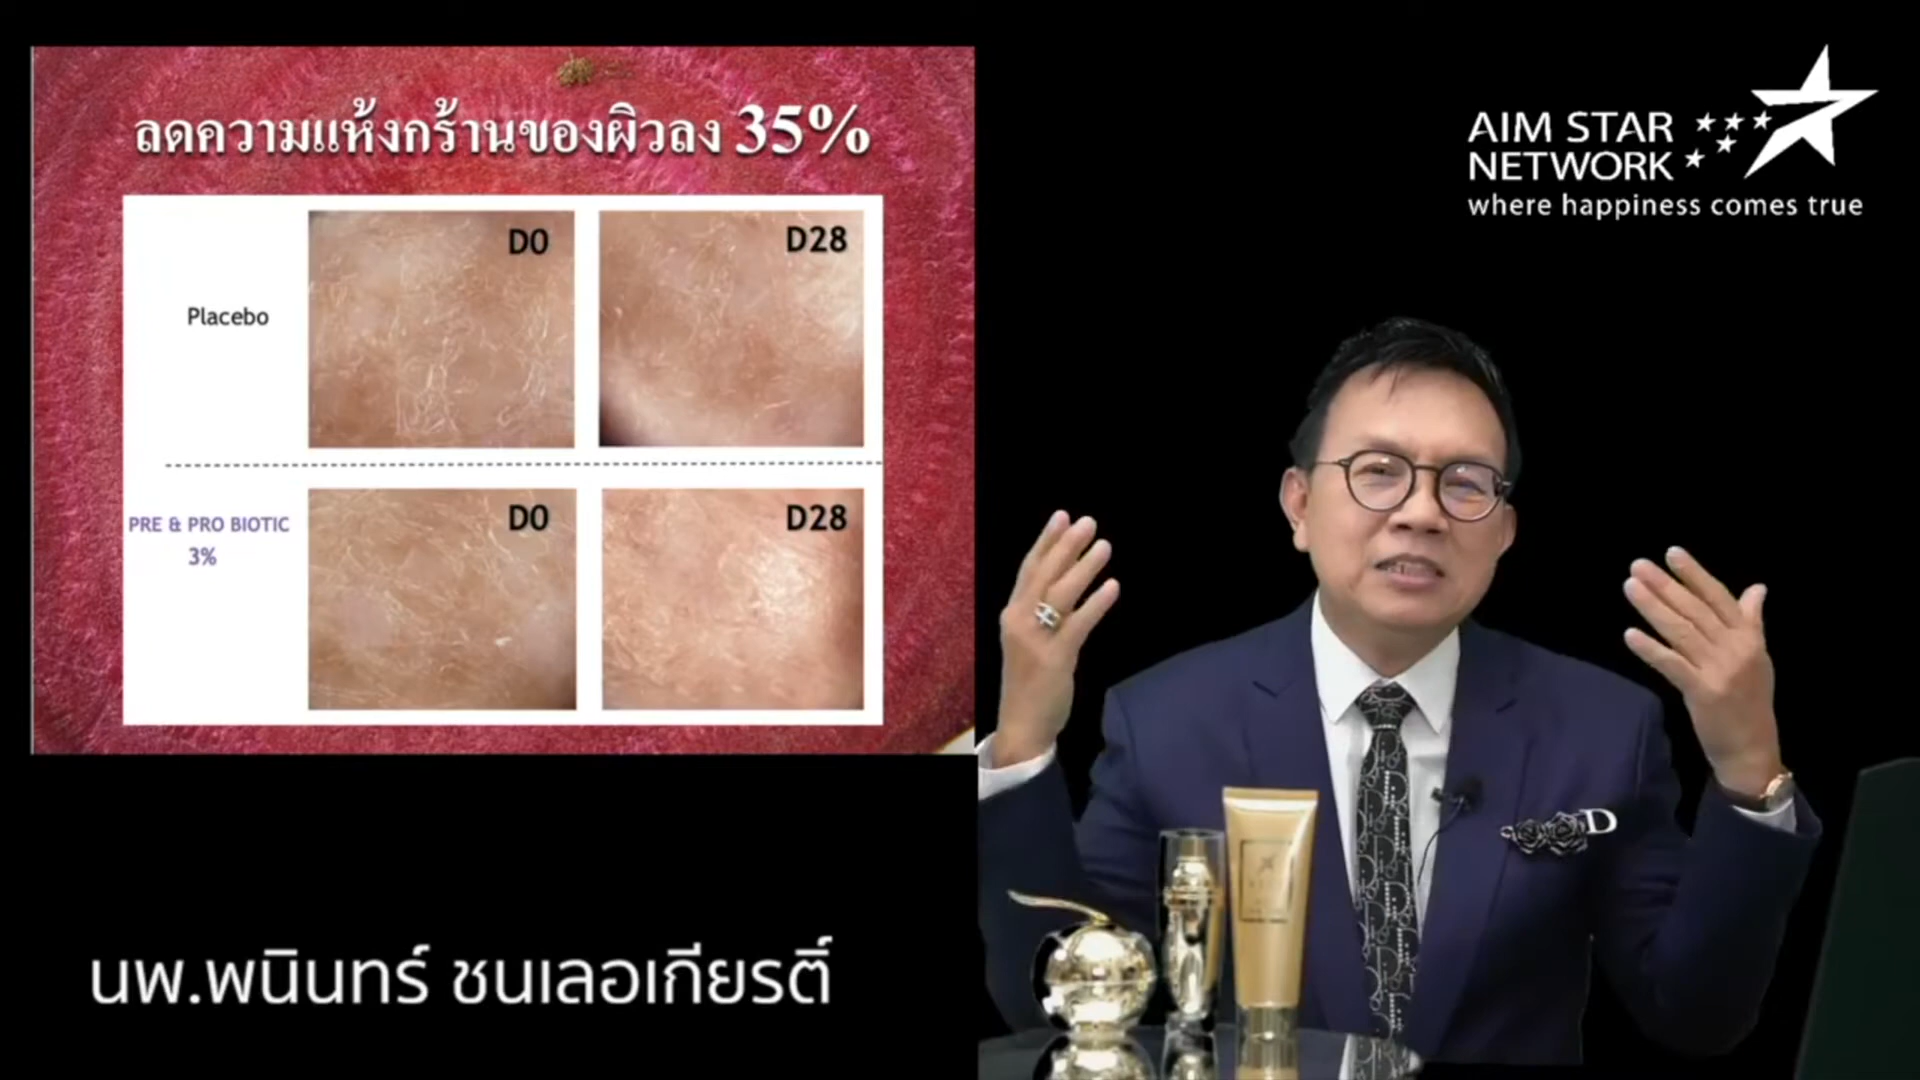 ลดความแห้งกร้านของผิวลง 35%
D0
D28
Placebo
PRE & PRO BIOTIC
3%
D0
D28
AIM STAR
NETWORK
where happiness comes true
นพ.พนินทร์ ชนเลอเกียรติ์
D